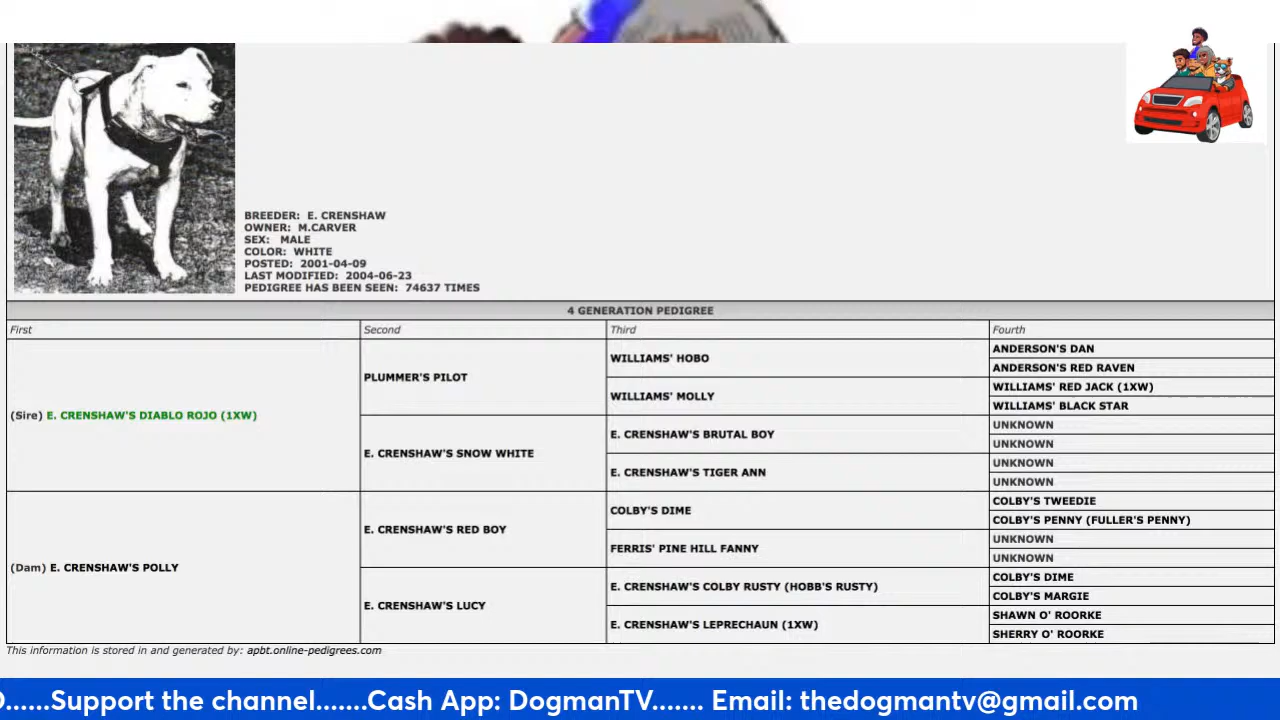 BREEDER: E. CRENSHAW
OWNER: M.CARVER
SEX: MALE
COLOR: WHITE
POSTED: 2001-04-09
LAST MODIFIED: 2004-06-23
PEDIGREE HAS BEEN SEEN: 74637 TIMES
4 GENERATION PEDIGREE
First Second Third Fourth
(Sire) E. CRENSHAW'S DIABLO ROJO (1XW)
PLUMMER'S PILOT
WILLIAMS' HOBO
ANDERSON'S DAN
ANDERSON'S RED RAVEN
WILLIAMS' MOLLY
WILLIAMS' RED JACK (1XW)
WILLIAMS' BLACK STAR
E. CRENSHAW'S SNOW WHITE
E. CRENSHAW'S BRUTAL BOY
UNKNOWN
UNKNOWN
E. CRENSHAW'S TIGER ANN
UNKNOWN
UNKNOWN
(Dam) E. CRENSHAW'S POLLY
E. CRENSHAW'S RED BOY
COLBY'S DIME
COLBY'S TWEEDIE
COLBY'S PENNY (FULLER'S PENNY)
FERRIS' PINE HILL FANNY
UNKNOWN
UNKNOWN
E. CRENSHAW'S LUCY
E. CRENSHAW'S COLBY RUSTY (HOBB'S RUSTY)
COLBY'S DIME
COLBY'S MARGIE
E. CRENSHAW'S LEPRECHAUN (1XW)
SHAWN O' ROORKE
SHERRY O' ROORKE
This information is stored in and generated by: apbt.online-pedigrees.com
......Support the channel.......Cash App: DogmanTV....... Email: thedogmantv@gmail.com